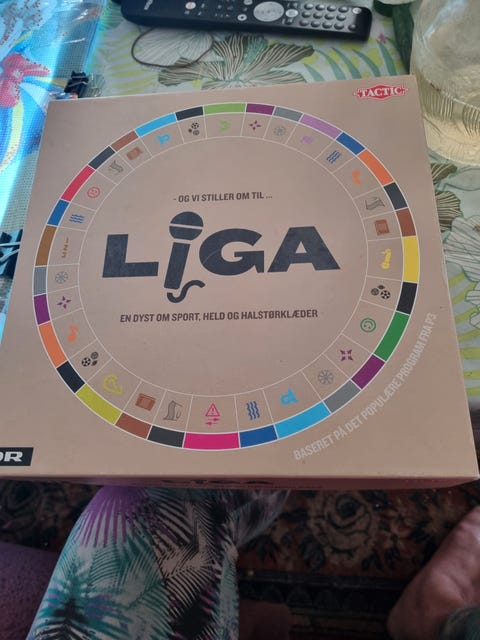 TACTIC
- OG VI STILLER OM TIL ...
LIGA
EN DYST OM SPORT, HELD OG HALSTØRKLÆDER
BASERET PÅ DET POPULÆRE PROGRAM FRA P3
DR